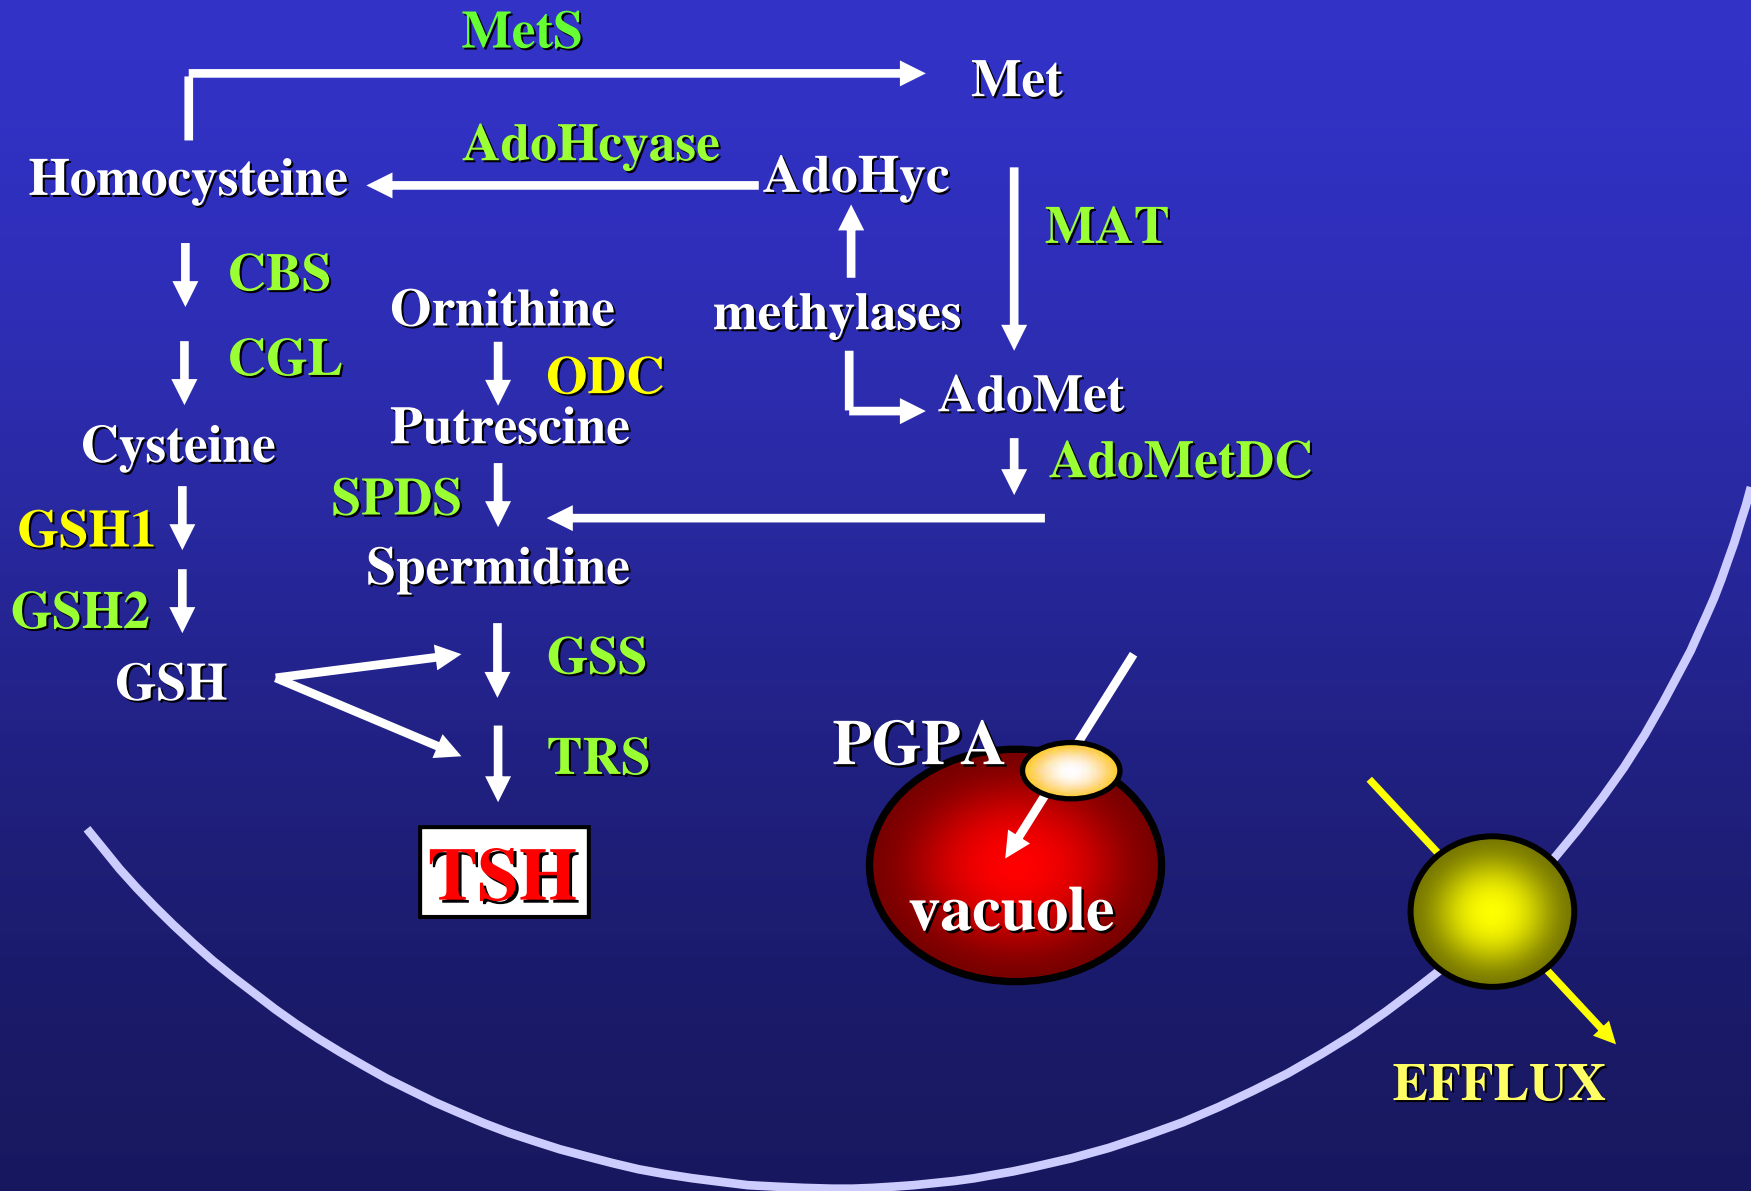 MetS
Met
AdoHcyase
Homocysteine
AdoHyc
MAT
CBS
Ornithine
methylases
CGL
ODC
AdoMet
Putrescine
Cysteine
AdoMetDC
SPDS
GSH1
Spermidine
GSH2
GSS
GSH
PGPA
TRS
TSH
vacuole
EFFLUX